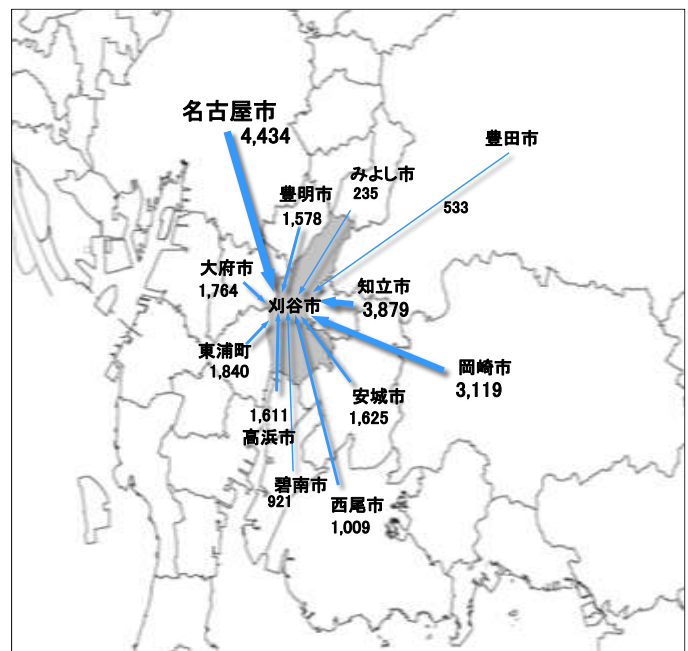 名古屋市
4,434
豊田市
みよし市
235
豊明市
1,578
533
大府市
1,764
刈谷市
知立市
3,879
東浦町
1,840
岡崎市
3,119
安城市
1,625
1,611
高浜市
碧南市
921
西尾市
1,009